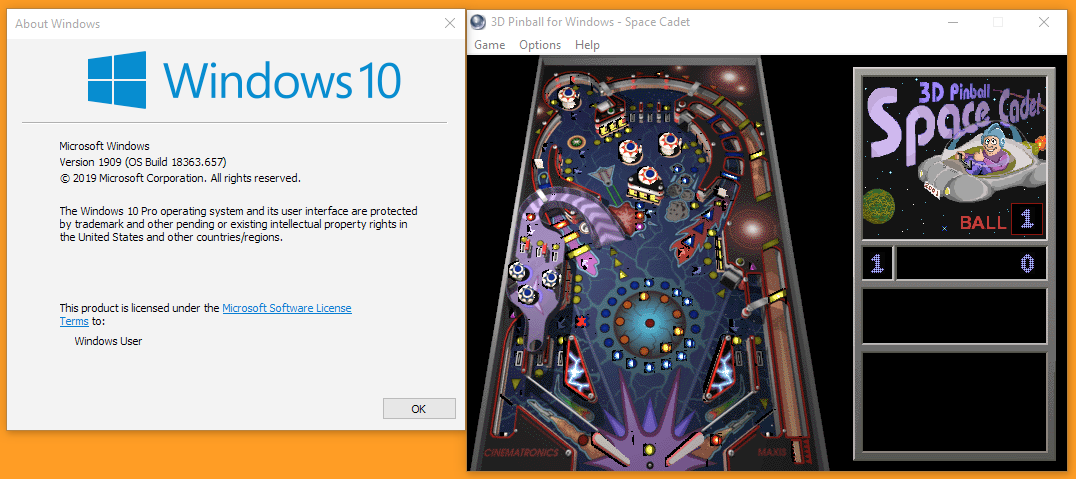 About Windows
Windows 10
Microsoft Windows
Version 1909 (OS Build 18363.657)
© 2019 Microsoft Corporation. All rights reserved.
The Windows 10 Pro operating system and its user interface are protected
by trademark and other pending or existing intellectual property rights in
the United States and other countries/regions.
This product is licensed under the Microsoft Software License
Terms to:
Windows User
OK
3D Pinball for Windows - Space Cadet
Game Options Help
3D Pinball
Space Cadet
BALL 1
1 0
CINEMATRONICS
MAXIS